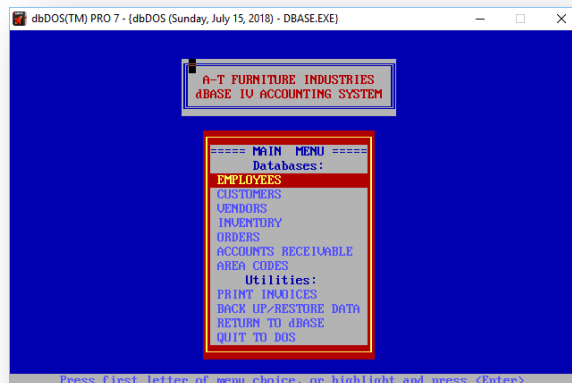 dbDOS(TM) PRO 7 - {dbDOS (Sunday, July 15, 2018) - DBASE.EXE}
A-T FURNITURE INDUSTRIES
dBASE IV ACCOUNTING SYSTEM
===== MAIN MENU =====
Databases:
EMPLOYEES
CUSTOMERS
VENDORS
INVENTORY
ORDERS
ACCOUNTS RECEIVABLE
AREA CODES
Utilities:
PRINT INVOICES
BACK UP/RESTORE DATA
RETURN TO dBASE
QUIT TO DOS
Press first letter of menu choice, or highlight and press <Enter>